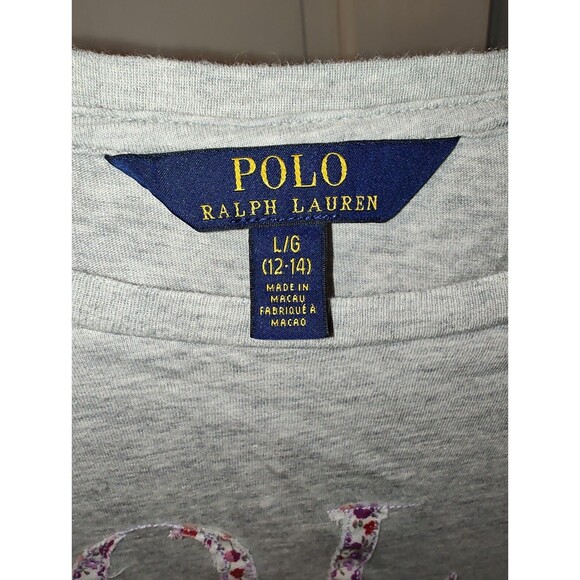 POLO
RALPH LAUREN
L/G
(12-14)
MADE IN
MACAU
FABRIQUÉ À
MACAO